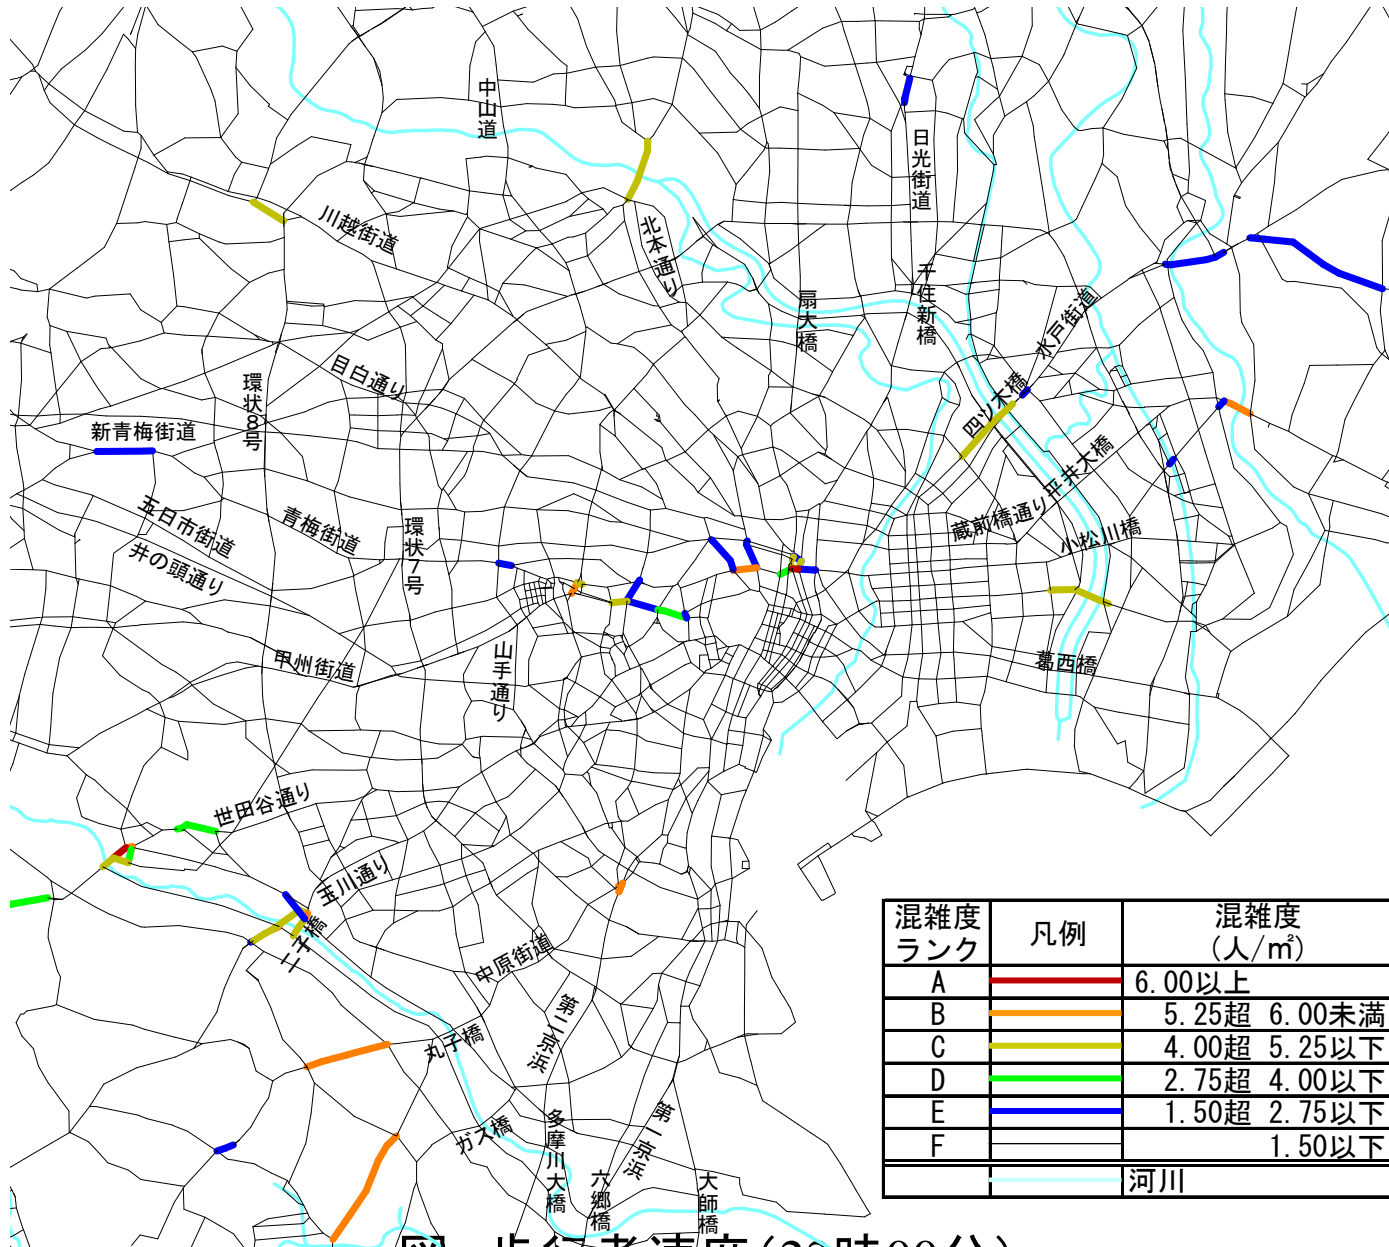 中山道
日光街道
川越街道
北本通り
千住新橋
扇大橋
水戸街道
目白通り
環状8号
四ツ木橋
新青梅街道
平井大橋
五日市街道
青梅街道
環状7号
蔵前橋通り
小松川橋
井の頭通り
甲州街道
山手通り
葛西橋
世田谷通り
玉川通り
二子橋
中原街道
第二京浜
丸子橋
ガス橋
多摩川大橋
第一京浜
六郷橋
大師橋
混雑度ランク 凡例 混雑度(人/㎡)
A 6.00以上
B 5.25超 6.00未満
C 4.00超 5.25以下
D 2.75超 4.00以下
E 1.50超 2.75以下
F 1.50以下
河川